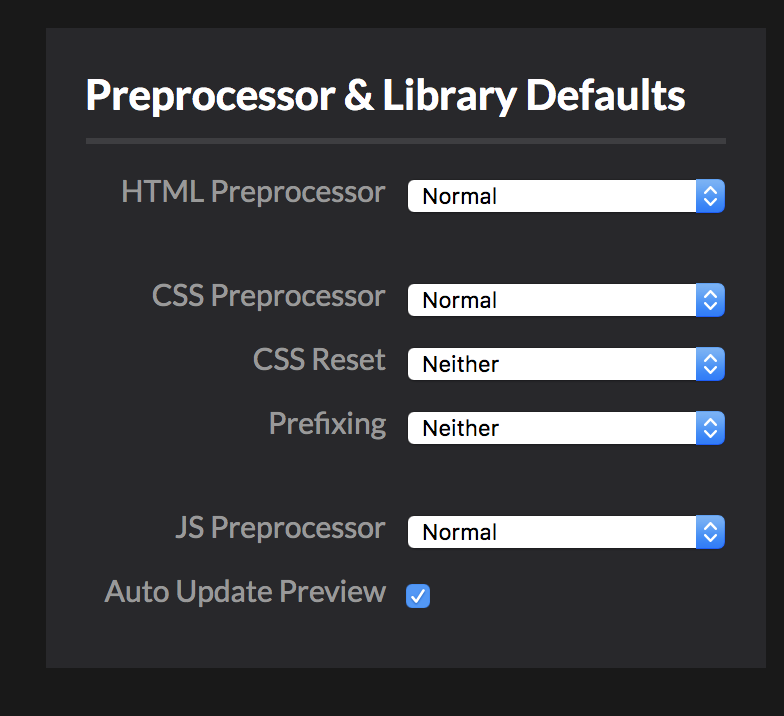 Preprocessor & Library Defaults
HTML Preprocessor Normal
CSS Preprocessor Normal
CSS Reset Neither
Prefixing Neither
JS Preprocessor Normal
Auto Update Preview